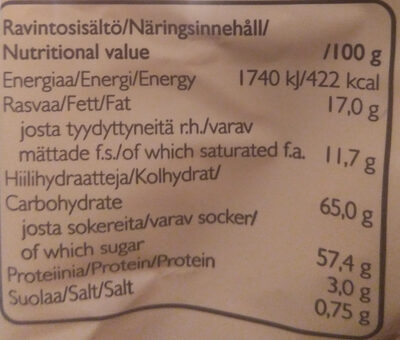 Ravintosisältö/Näringsinnehåll/
Nutritional value /100 g
Energiaa/Energi/Energy 1740 kJ/422 kcal
Rasvaa/Fett/Fat 17,0 g
josta tyydyttyneitä r.h./varav
mättade f.s./of which saturated f.a. 11,7 g
Hiilihydraatteja/Kolhydrat/
Carbohydrate 65,0 g
josta sokereita/varav socker/
of which sugar 57,4 g
Proteiinia/Protein/Protein 3,0 g
Suolaa/Salt/Salt 0,75 g